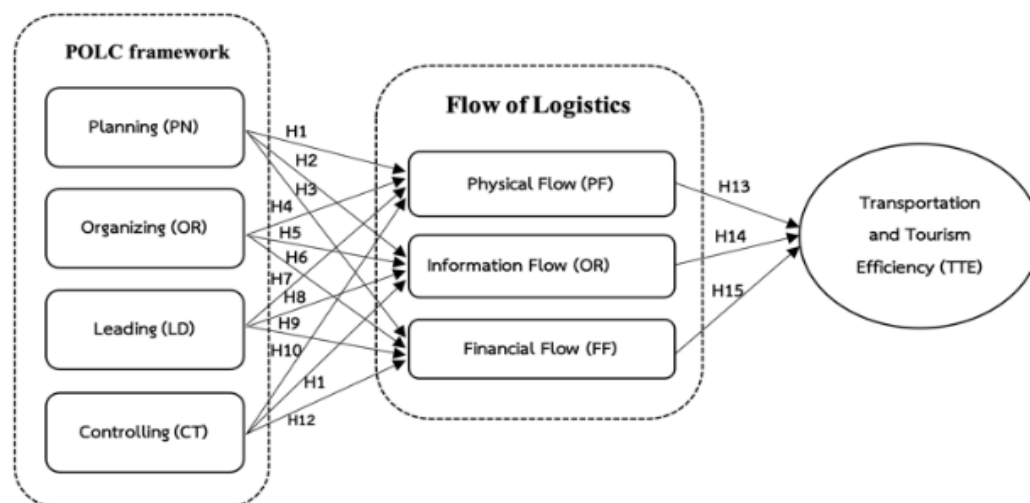 POLC framework
Planning (PN)
Organizing (OR)
Leading (LD)
Controlling (CT)
H1
H2
H3
H4
H5
H6
H7
H8
H9
H10
H1
H12
Flow of Logistics
Physical Flow (PF)
Information Flow (OR)
Financial Flow (FF)
H13
H14
H15
Transportation
and Tourism
Efficiency (TTE)